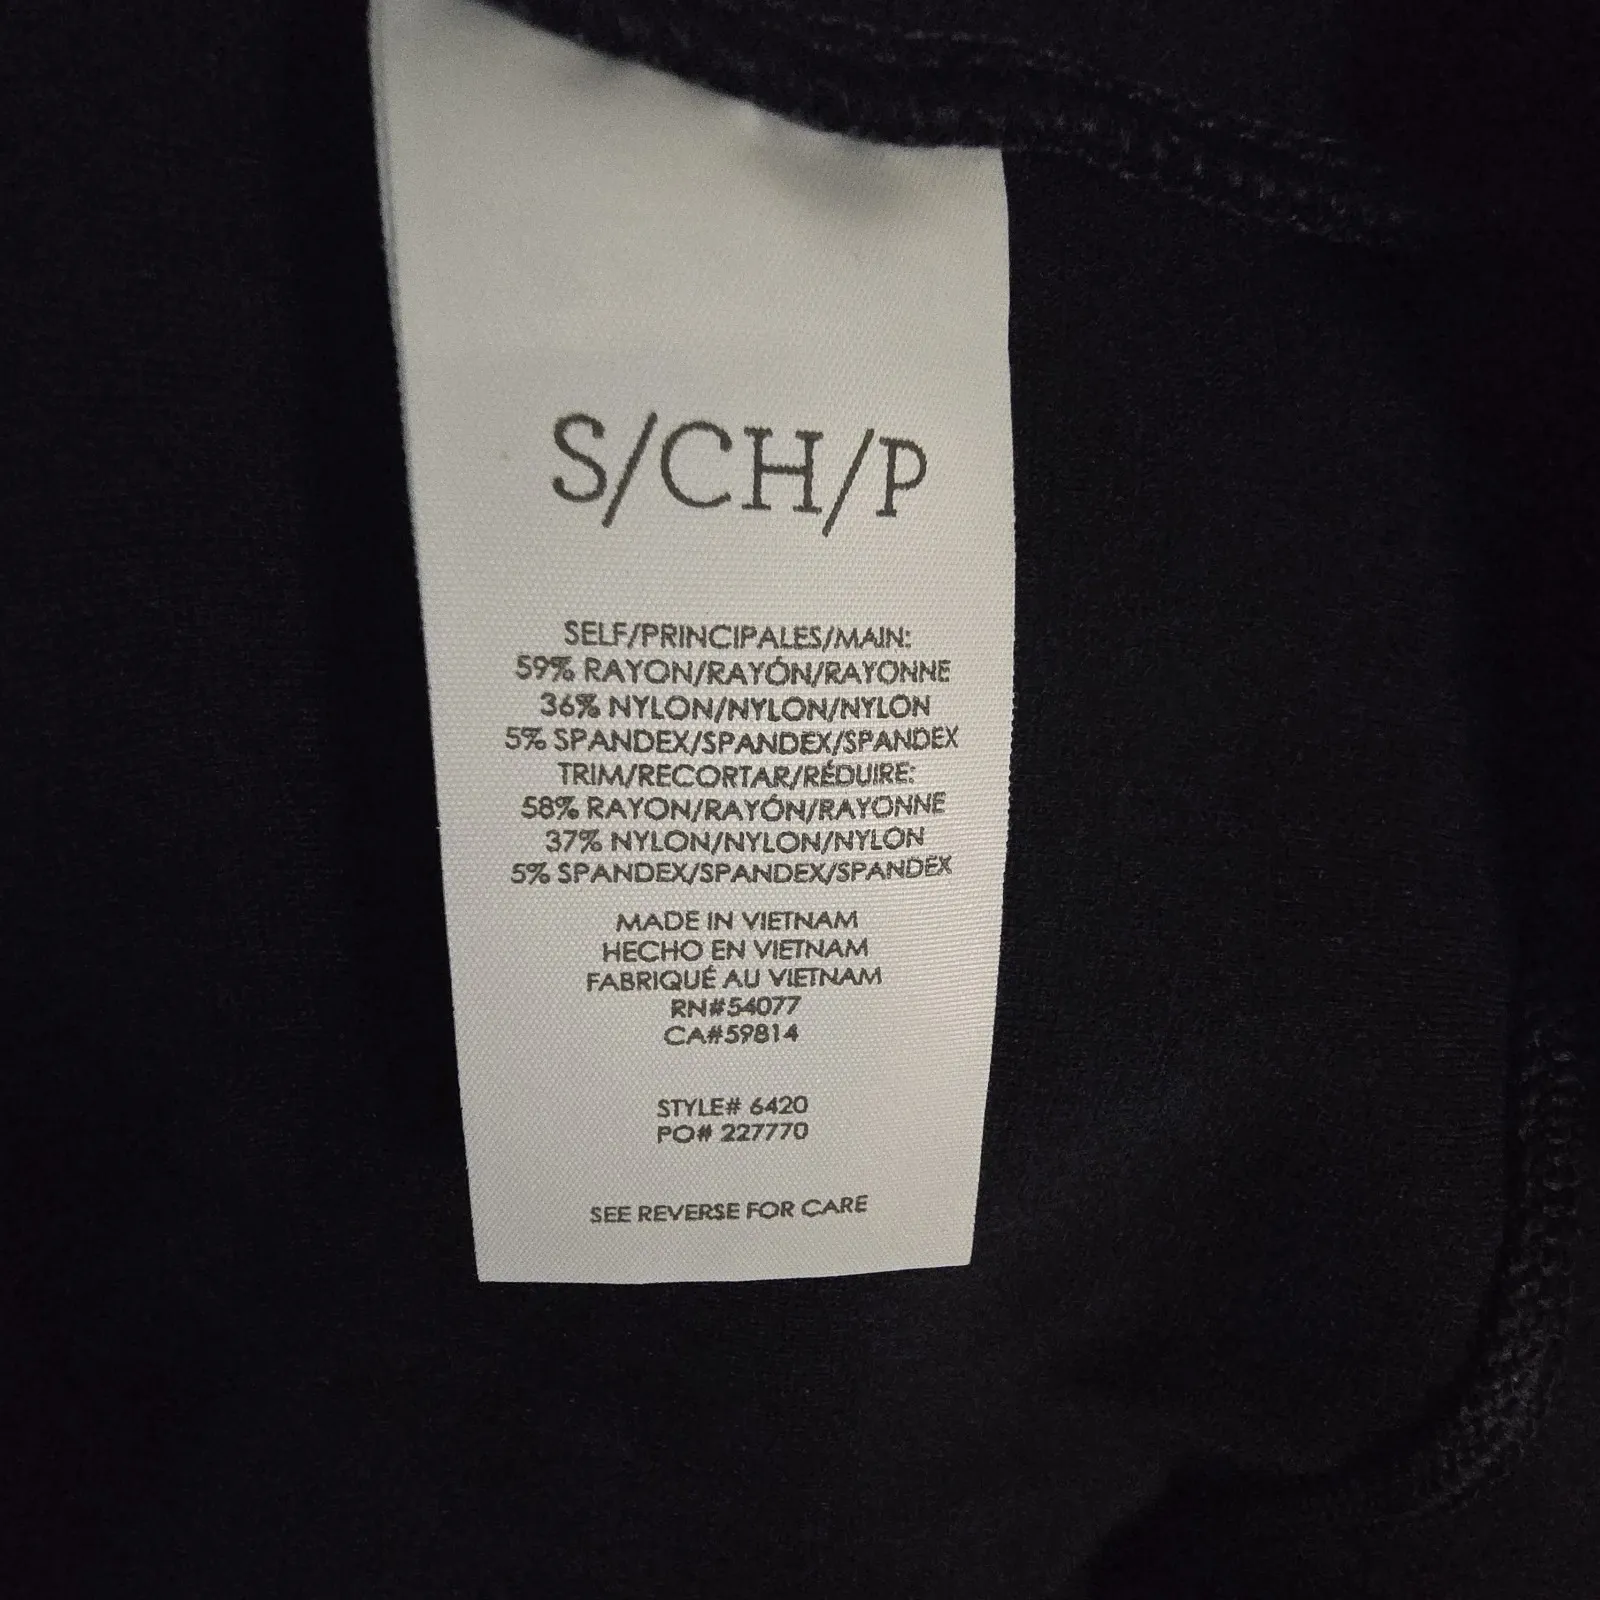 S/CH/P
SELF/PRINCIPALES/MAIN:
59% RAYON/RAYÓN/RAYONNE
36% NYLON/NYLON/NYLON
5% SPANDEX/SPANDEX/SPANDEX
TRIM/RECORTAR/RÉDUIRE:
58% RAYON/RAYÓN/RAYONNE
37% NYLON/NYLON/NYLON
5% SPANDEX/SPANDEX/SPANDEX
MADE IN VIETNAM
HECHO EN VIETNAM
FABRIQUÉ AU VIETNAM
RN#54077
CA#59814
STYLE# 6420
PO# 227770
SEE REVERSE FOR CARE